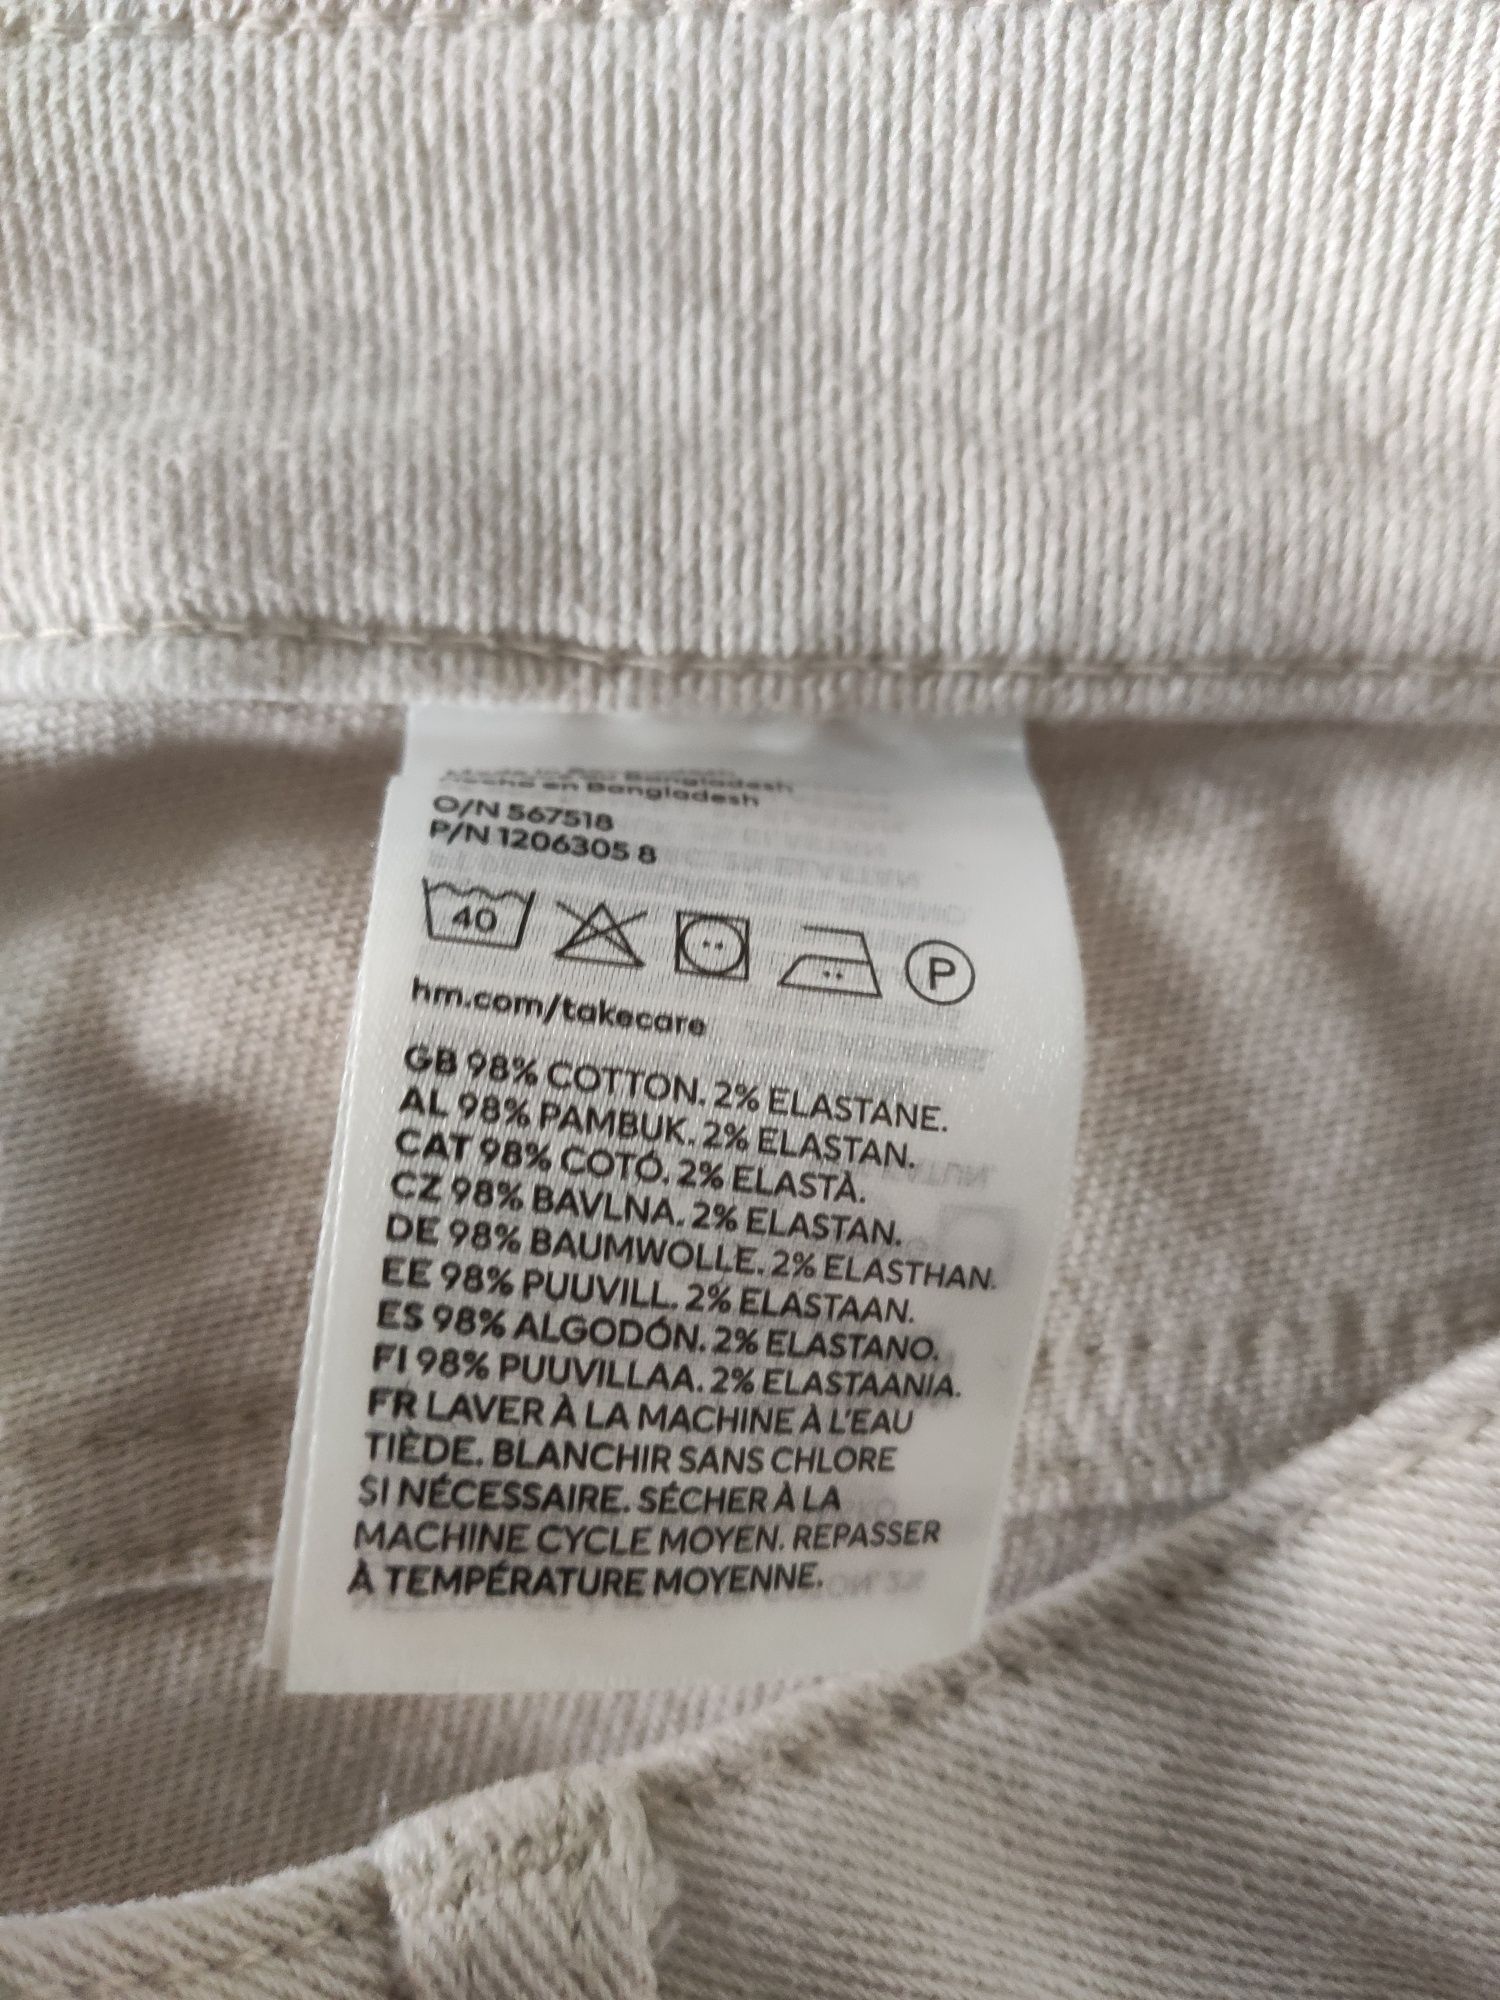 Hecho en Bangladesh
O/N 567518
P/N 1206305 8
40
P
hm.com/takecare
GB 98% COTTON. 2% ELASTANE.
AL 98% PAMBUK. 2% ELASTAN.
CAT 98% COTÓ. 2% ELASTÀ.
CZ 98% BAVLNA. 2% ELASTAN.
DE 98% BAUMWOLLE. 2% ELASTHAN.
EE 98% PUUVILL. 2% ELASTAAN.
ES 98% ALGODÓN. 2% ELASTANO.
FI 98% PUUVILLAA. 2% ELASTAANIA.
FR LAVER À LA MACHINE À L'EAU
TIÈDE. BLANCHIR SANS CHLORE
SI NÉCESSAIRE. SÉCHER À LA
MACHINE CYCLE MOYEN. REPASSER
À TEMPÉRATURE MOYENNE.